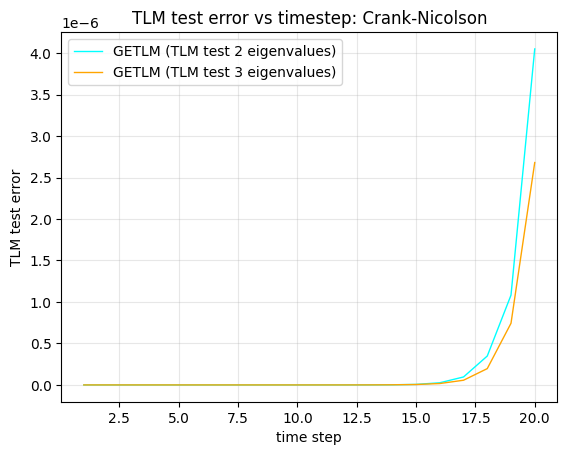 TLM test error vs timestep: Crank-Nicolson
1e−6
GETLM (TLM test 2 eigenvalues)
GETLM (TLM test 3 eigenvalues)
4.0
3.5
3.0
2.5
2.0
1.5
1.0
0.5
0.0
TLM test error
2.5 5.0 7.5 10.0 12.5 15.0 17.5 20.0
time step